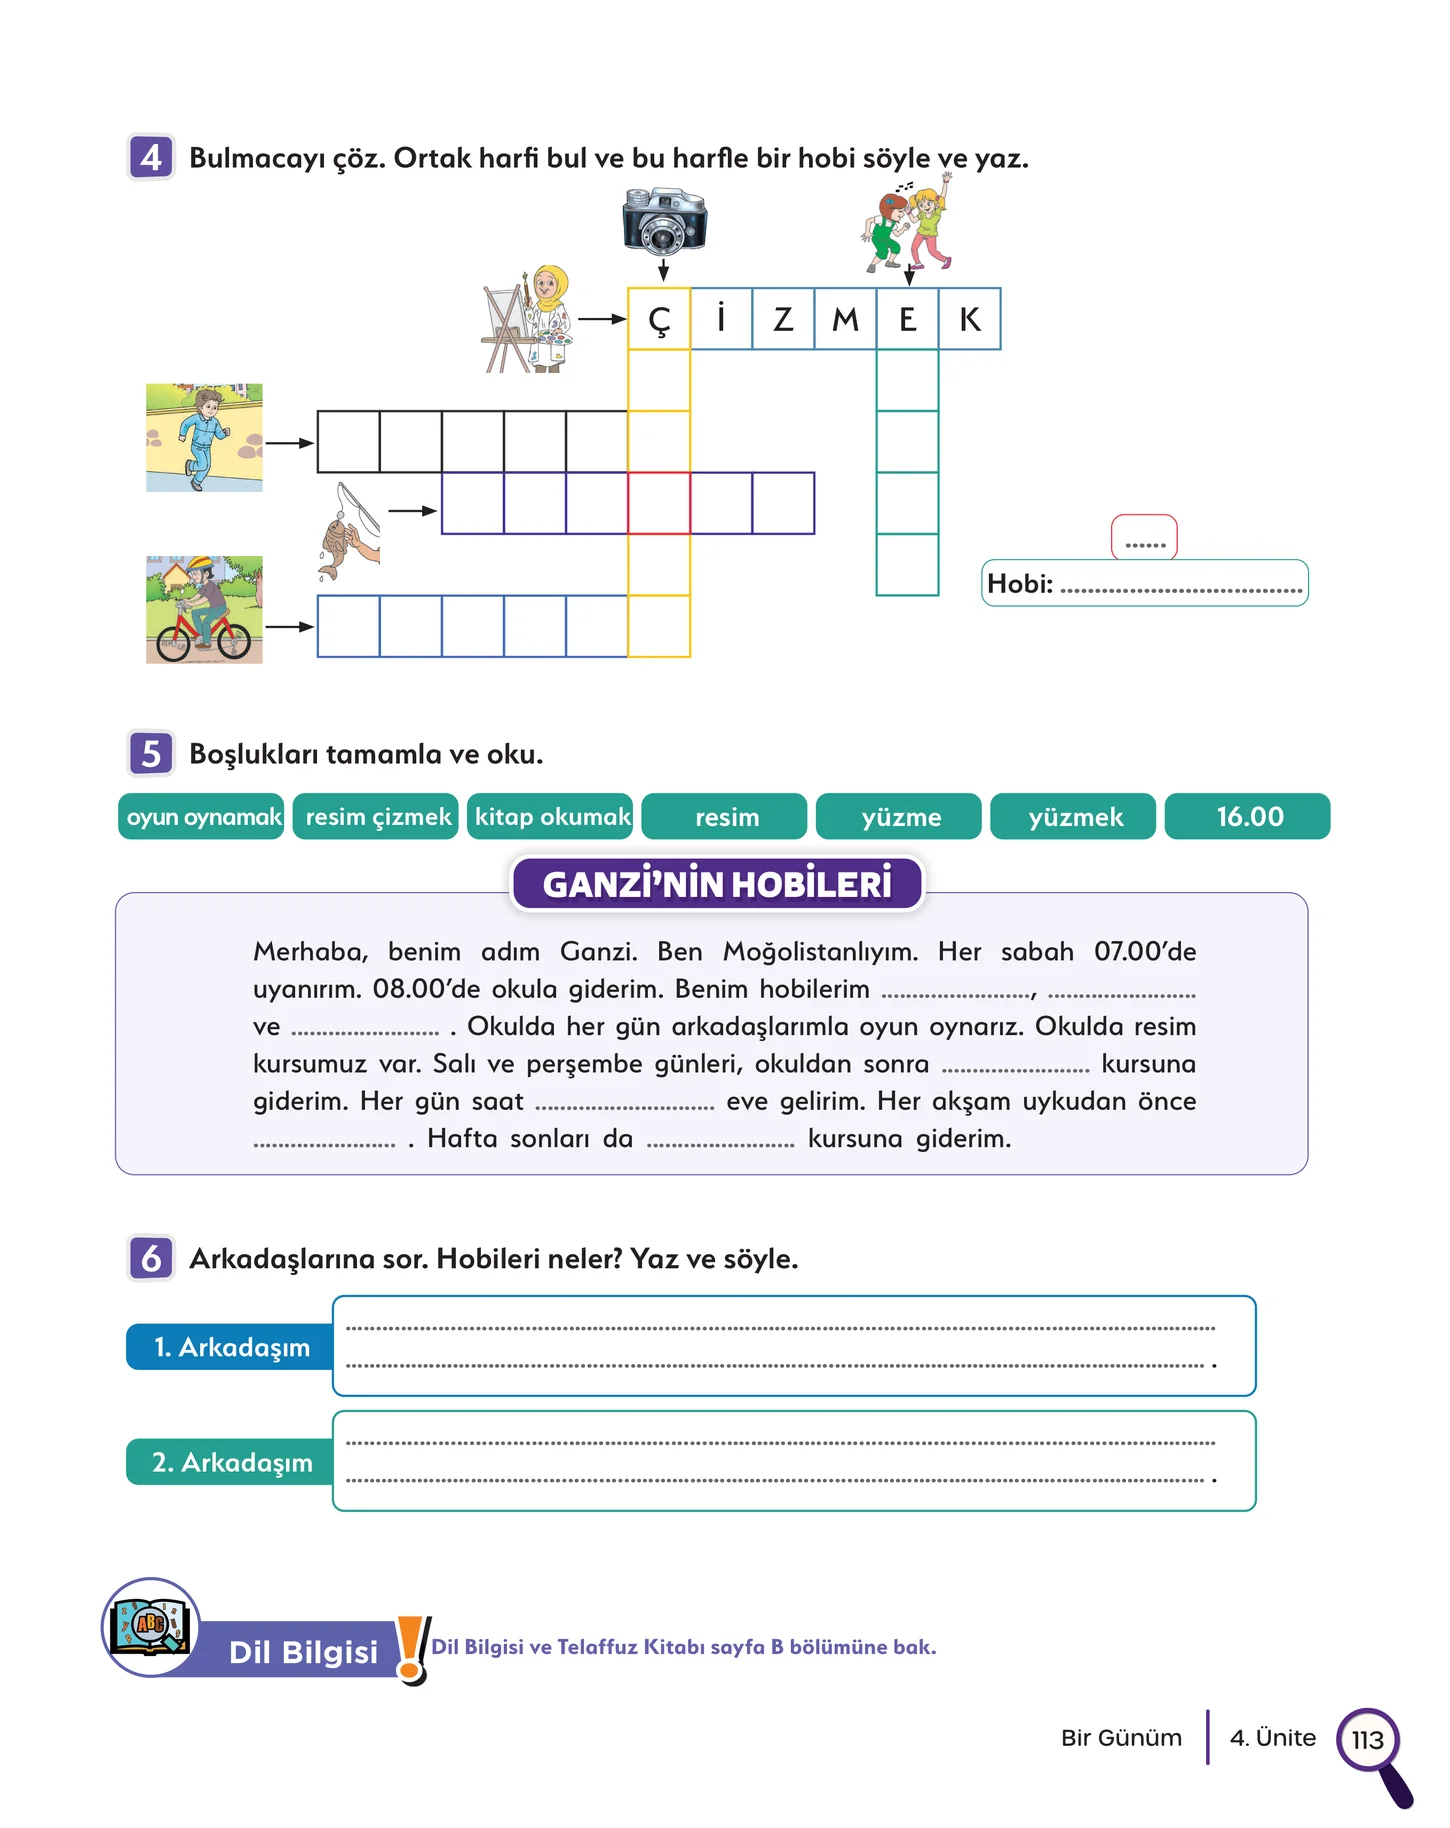 4 Bulmacayı çöz. Ortak harfi bul ve bu harfle bir hobi söyle ve yaz.
Ç İ Z M E K
......
Hobi: ...................................
5 Boşlukları tamamla ve oku.
oyun oynamak resim çizmek kitap okumak resim yüzme yüzmek 16.00
GANZİ’NİN HOBİLERİ
Merhaba, benim adım Ganzi. Ben Moğolistanlıyım. Her sabah 07.00’de
uyanırım. 08.00’de okula giderim. Benim hobilerim ........................, ........................
ve ........................ . Okulda her gün arkadaşlarımla oyun oynarız. Okulda resim
kursumuz var. Salı ve perşembe günleri, okuldan sonra ........................ kursuna
giderim. Her gün saat ............................. eve gelirim. Her akşam uykudan önce
....................... . Hafta sonları da ........................ kursuna giderim.
6 Arkadaşlarına sor. Hobileri neler? Yaz ve söyle.
1. Arkadaşım
2. Arkadaşım
ABC
Dil Bilgisi
Dil Bilgisi ve Telaffuz Kitabı sayfa B bölümüne bak.
Bir Günüm 4. Ünite 113